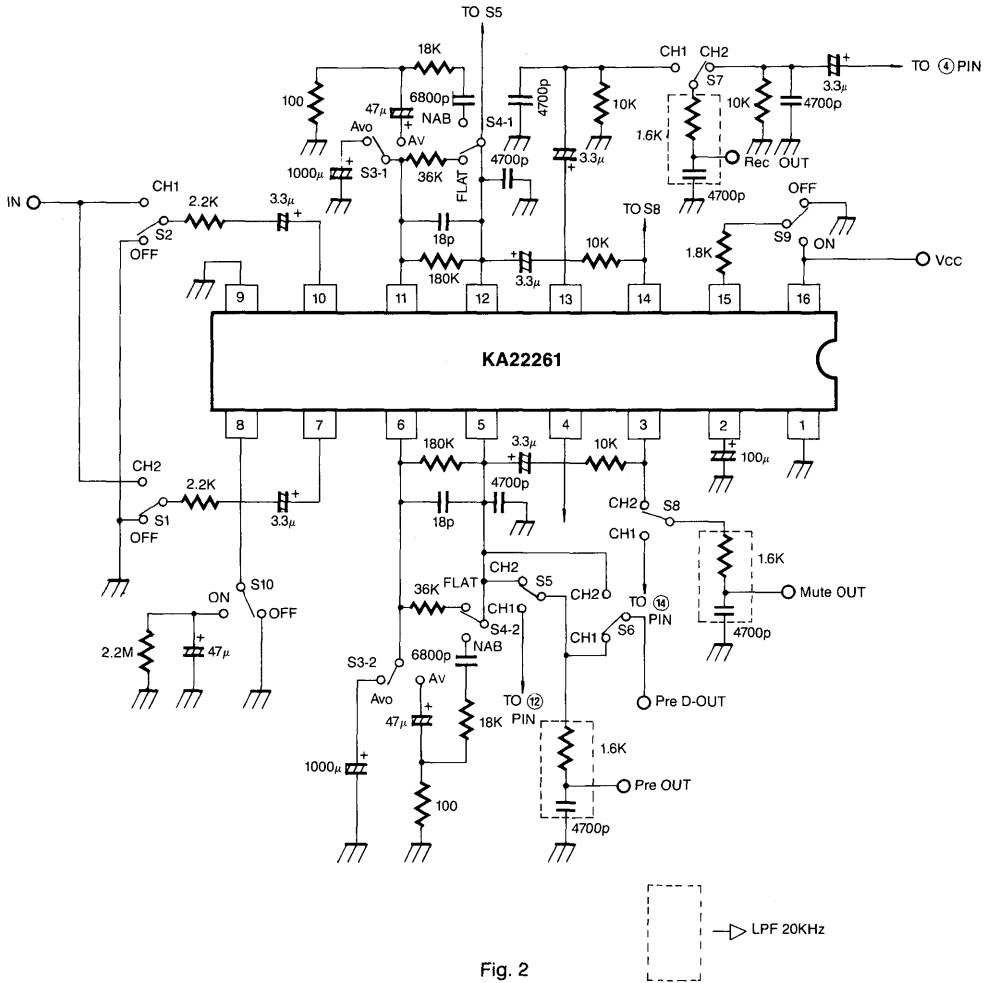 TO S5
18K
CH1
CH2
S7
TO ④ PIN
3.3μ
+
100
47μ
+
6800p
NAB
4700p
10K
10K
4700p
Avo
Av
S4-1
1.6K
Rec OUT
1000μ
+
S3-1
36K
FLAT
4700p
3.3μ
+
4700p
OFF
IN
CH1
2.2K
3.3μ
+
TO S8
S9
S2
OFF
18p
10K
1.8K
ON
180K
+
3.3μ
Vcc
9
10
11
12
13
14
15
16
KA22261
8
7
6
5
4
3
2
1
180K
3.3μ
+
10K
+
100μ
4700p
CH2
2.2K
+
18p
CH2
S8
S1
3.3μ
OFF
CH1
1.6K
FLAT
CH2
S5
S10
36K
CH2
Mute OUT
ON
OFF
CH1
TO ⑭
PIN
S4-2
S6
4700p
2.2M
+
47μ
NAB
CH1
S3-2
6800p
Avo
Av
TO ⑫
PIN
Pre D-OUT
47μ
+
18K
1.6K
1000μ
+
Pre OUT
100
4700p
LPF 20KHz
Fig. 2